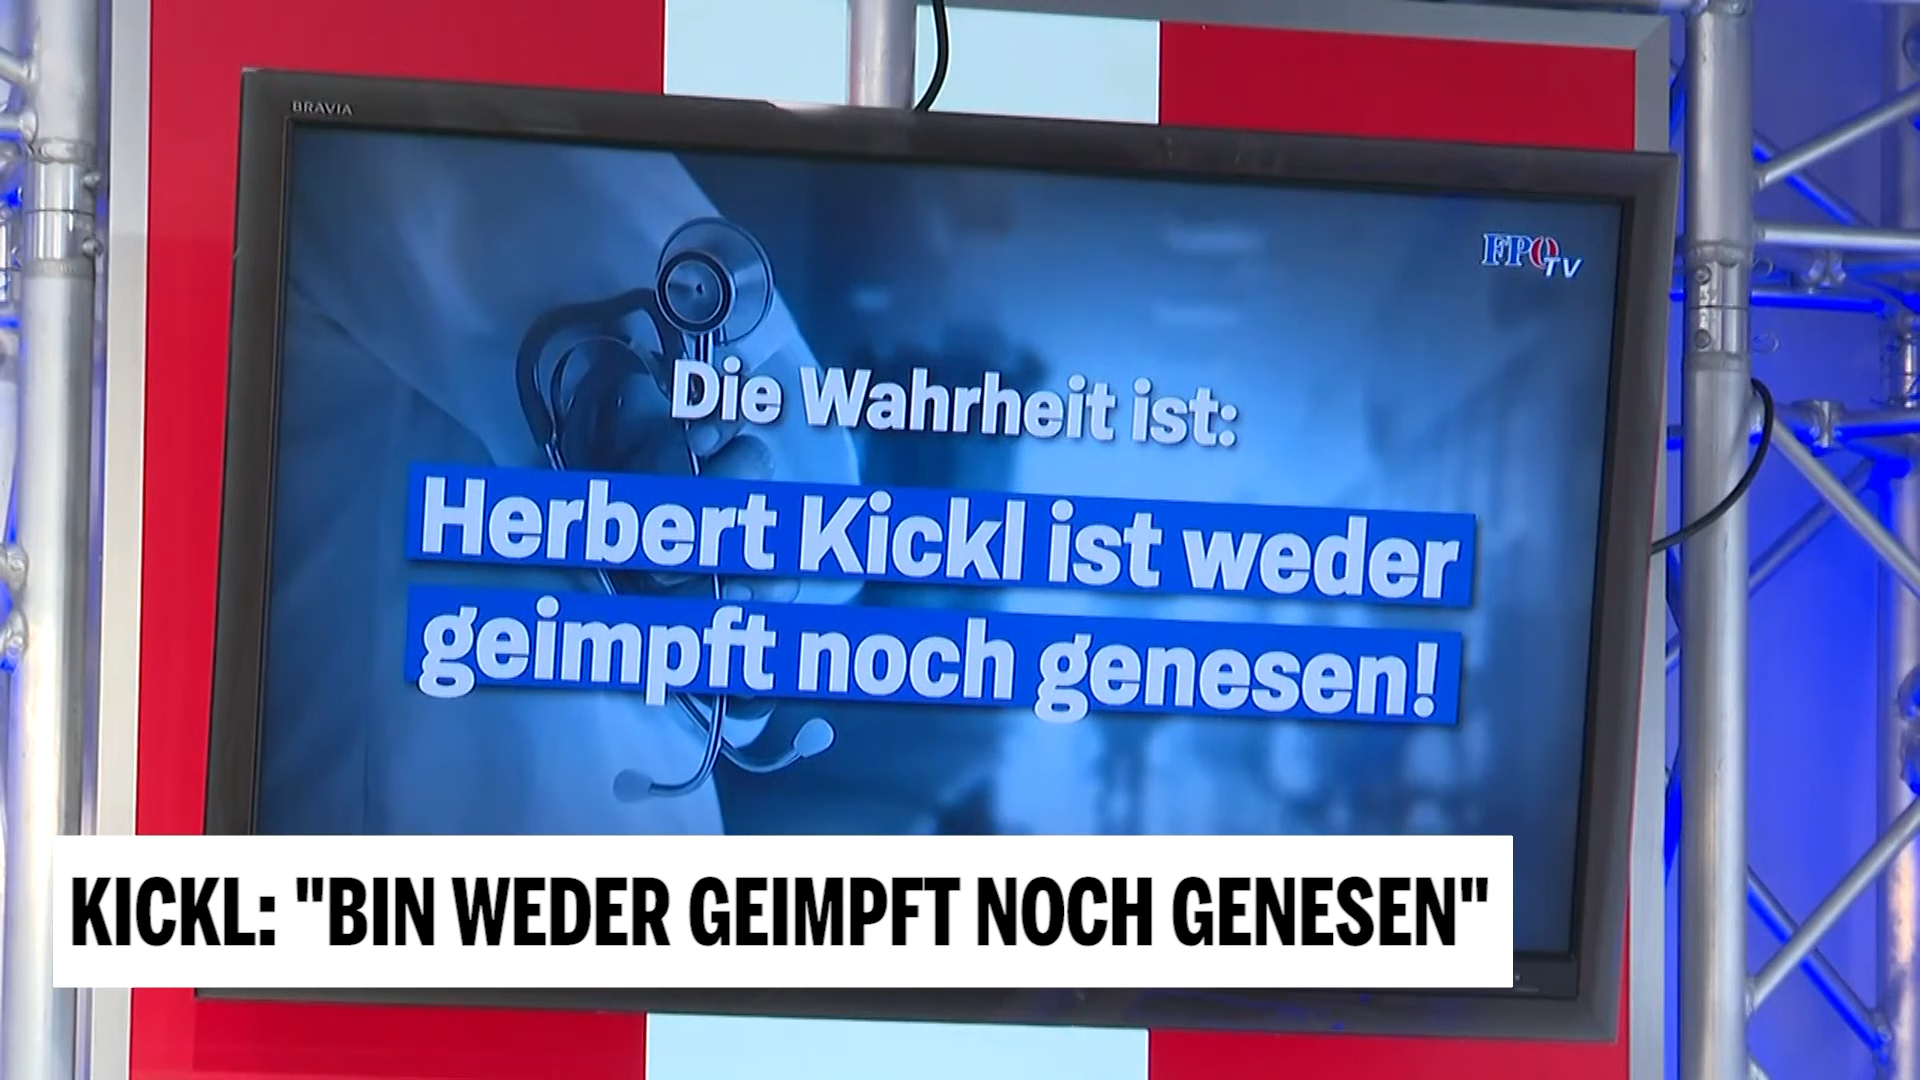 BRAVIA
FPÖ TV
Die Wahrheit ist:
Herbert Kickl ist weder
geimpft noch genesen!
KICKL: "BIN WEDER GEIMPFT NOCH GENESEN"